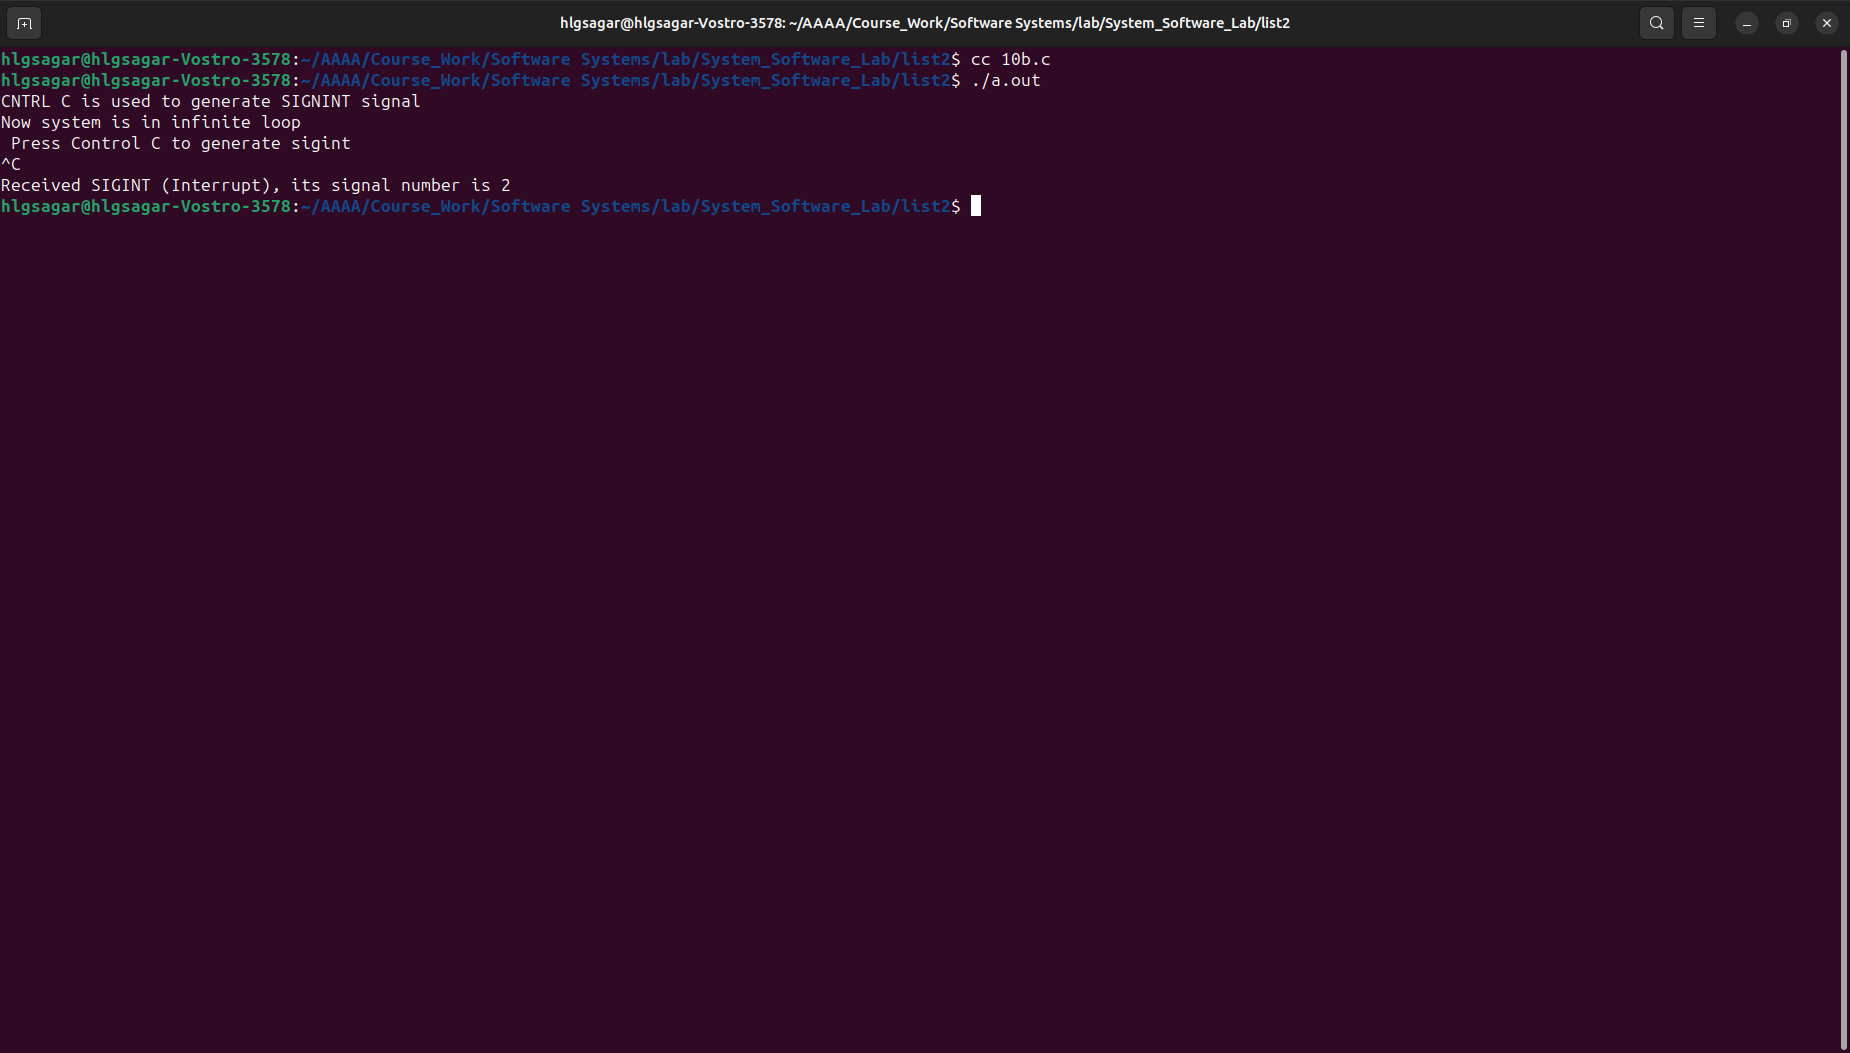 hlgsagar@hlgsagar-Vostro-3578: ~/AAAA/Course_Work/Software Systems/lab/System_Software_Lab/list2
hlgsagar@hlgsagar-Vostro-3578:~/AAAA/Course_Work/Software Systems/lab/System_Software_Lab/list2$ cc 10b.c
hlgsagar@hlgsagar-Vostro-3578:~/AAAA/Course_Work/Software Systems/lab/System_Software_Lab/list2$ ./a.out
CNTRL C is used to generate SIGNINT signal
Now system is in infinite loop
 Press Control C to generate sigint
^C
Received SIGINT (Interrupt), its signal number is 2
hlgsagar@hlgsagar-Vostro-3578:~/AAAA/Course_Work/Software Systems/lab/System_Software_Lab/list2$